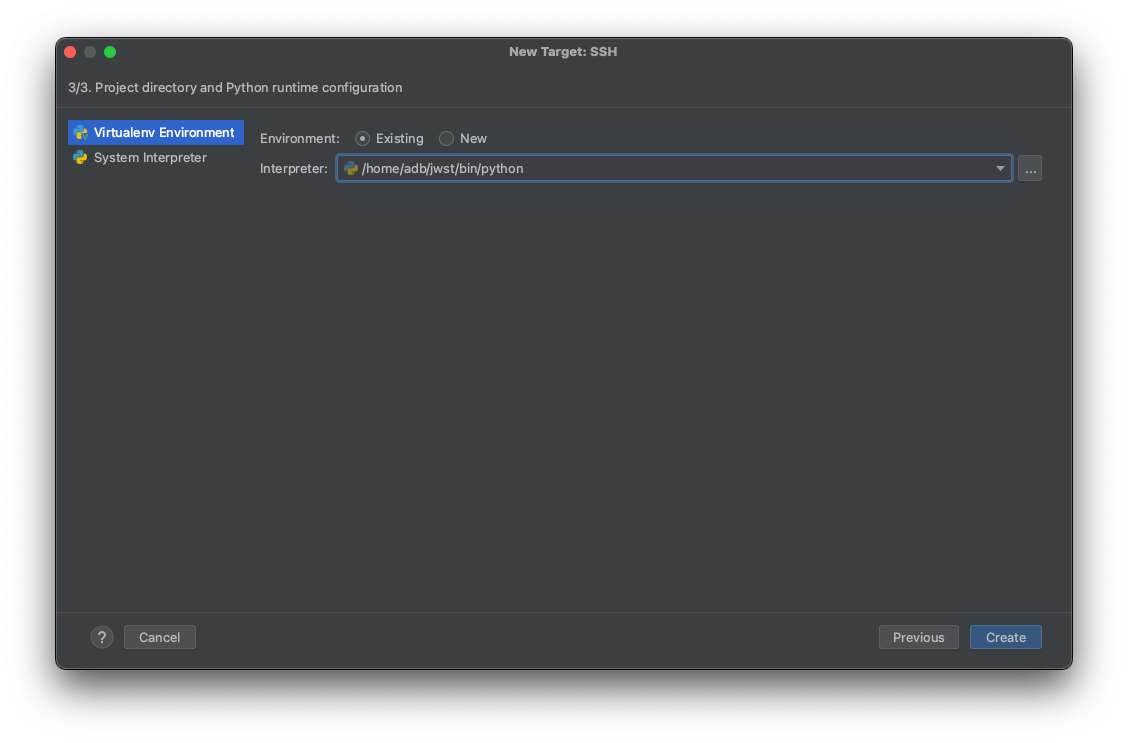 New Target: SSH
3/3. Project directory and Python runtime configuration
Virtualenv Environment
System Interpreter
Environment: Existing New
Interpreter: /home/adb/jwst/bin/python ...
? Cancel Previous Create